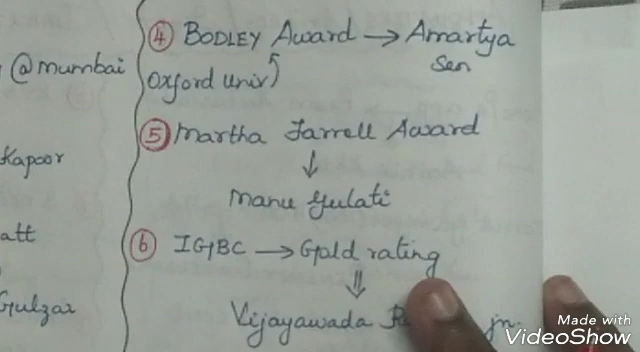 @mumbai
Kapoor
att
Gulzar
④ BODLEY Award → Amartya
Sen
Oxford Univ)
⑤ Martha Farrell Award
↓
Manu Gulati
⑥ IGBC → Gold rating
⇓
Vijayawada jn.
Made with
VideoShow